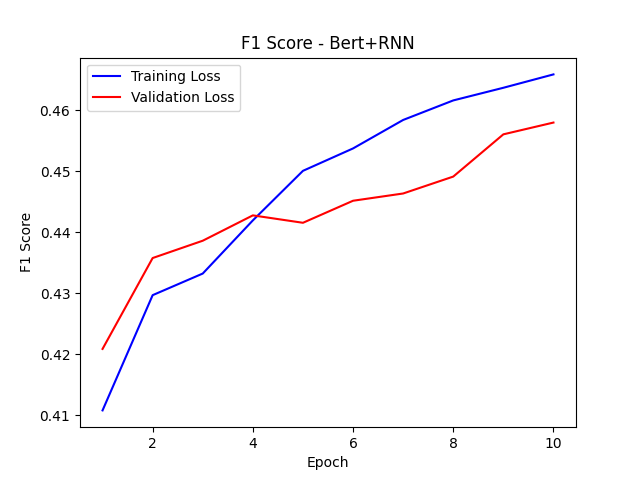 F1 Score - Bert+RNN
Training Loss
Validation Loss
0.46
0.45
0.44
0.43
0.42
0.41
F1 Score
2 4 6 8 10
Epoch